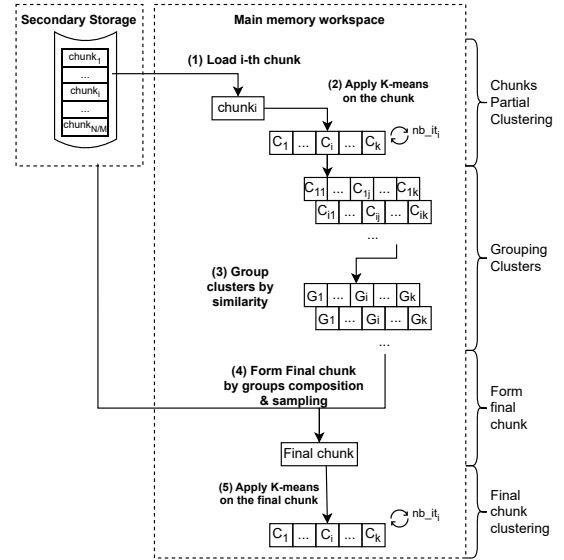 Secondary Storage
Main memory workspace
chunk₁
...
chunkᵢ
...
chunk_N/M
(1) Load i-th chunk
chunkᵢ
(2) Apply K-means
on the chunk
C₁ ... Cᵢ ... Cₖ
nb_itᵢ
Chunks
Partial
Clustering
C₁₁ ... C₁ⱼ ... C₁ₖ
Cᵢ₁ ... Cᵢⱼ ... Cᵢₖ
...
(3) Group
clusters by
similarity
G₁ ... Gᵢ ... Gₖ
G₁ ... Gᵢ ... Gₖ
...
Grouping
Clusters
(4) Form Final chunk
by groups composition
& sampling
Final chunk
Form
final
chunk
(5) Apply K-means
on the final chunk
C₁ ... Cᵢ ... Cₖ
nb_itᵢ
Final
chunk
clustering